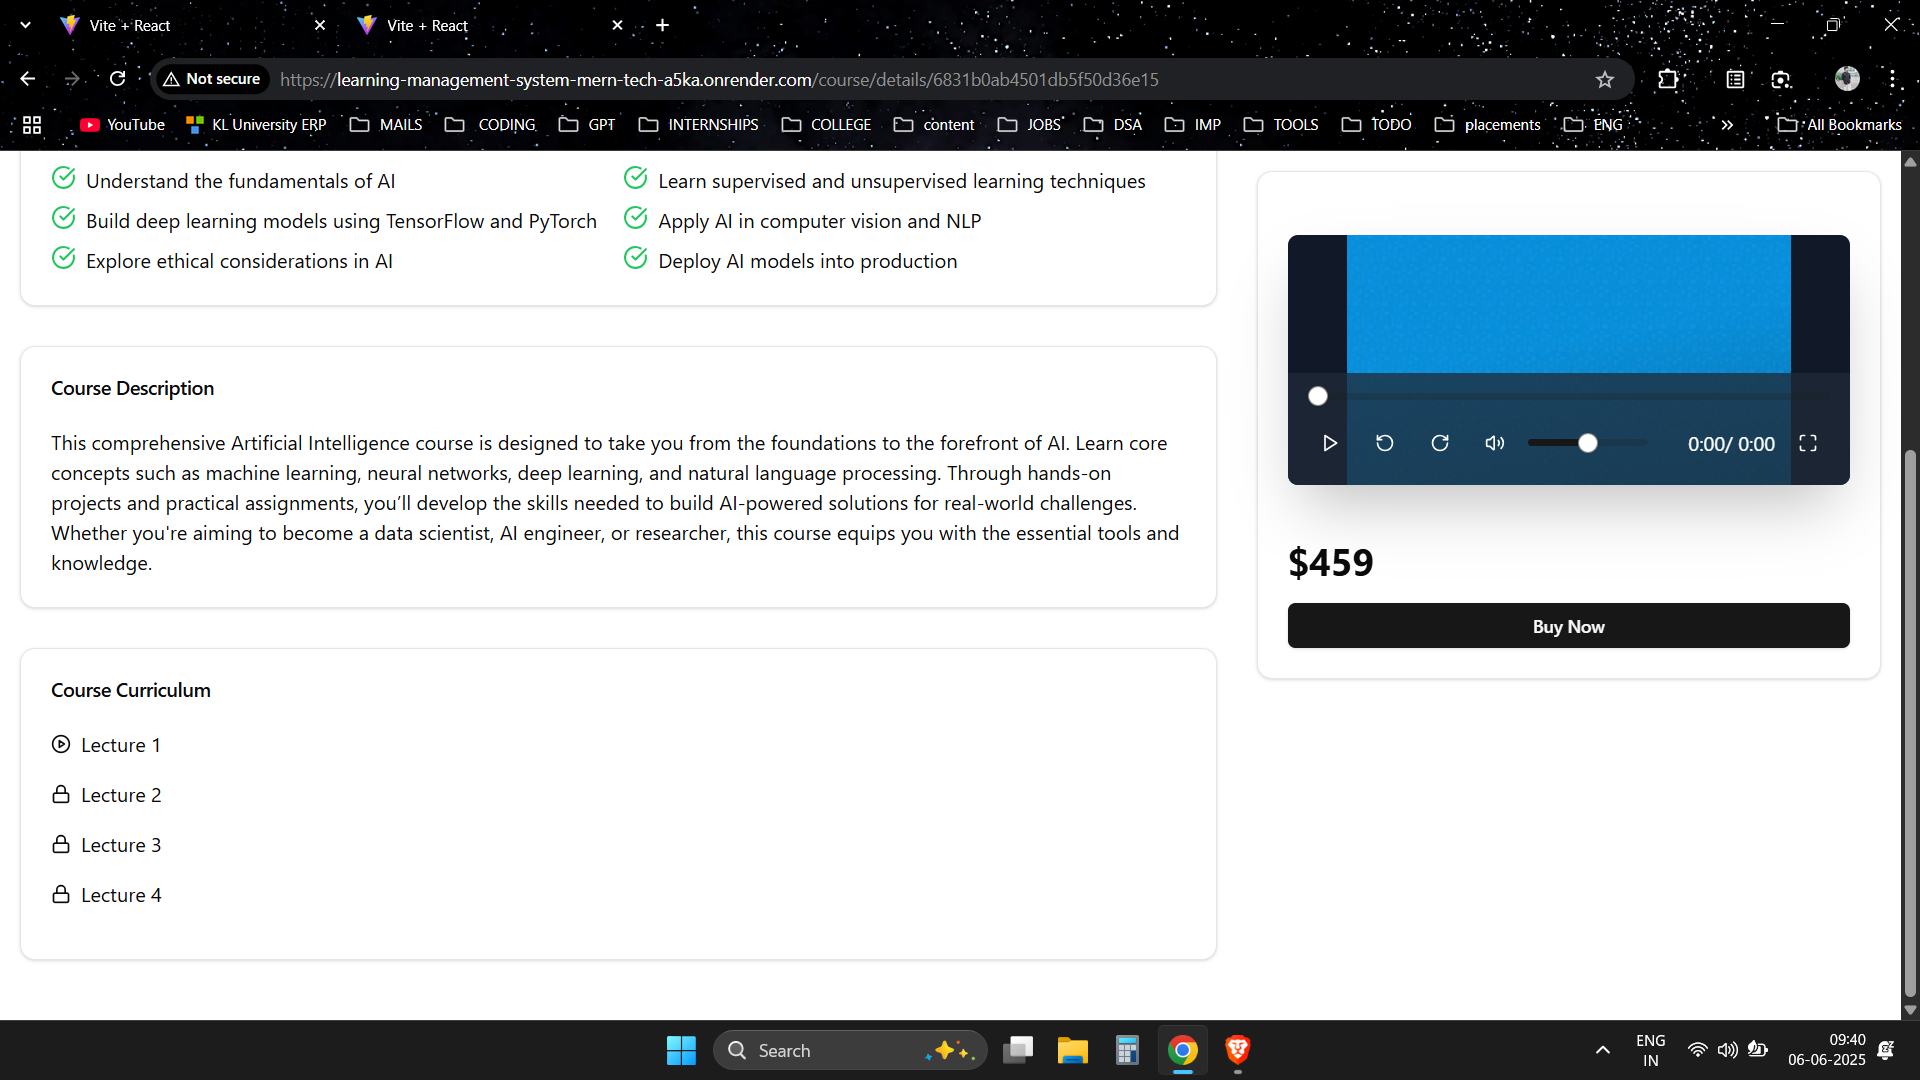 Vite + React
Vite + React
Not secure
https://learning-management-system-mern-tech-a5ka.onrender.com/course/details/6831b0ab4501db5f50d36e15
YouTube KL University ERP MAILS CODING GPT INTERNSHIPS COLLEGE content JOBS DSA IMP TOOLS TODO placements ENG » All Bookmarks
Understand the fundamentals of AI
Learn supervised and unsupervised learning techniques
Build deep learning models using TensorFlow and PyTorch
Apply AI in computer vision and NLP
Explore ethical considerations in AI
Deploy AI models into production
Course Description
This comprehensive Artificial Intelligence course is designed to take you from the foundations to the forefront of AI. Learn core
concepts such as machine learning, neural networks, deep learning, and natural language processing. Through hands-on
projects and practical assignments, you’ll develop the skills needed to build AI-powered solutions for real-world challenges.
Whether you're aiming to become a data scientist, AI engineer, or researcher, this course equips you with the essential tools and
knowledge.
Course Curriculum
Lecture 1
Lecture 2
Lecture 3
Lecture 4
0:00/ 0:00
$459
Buy Now
Search
ENG
IN
09:40
06-06-2025